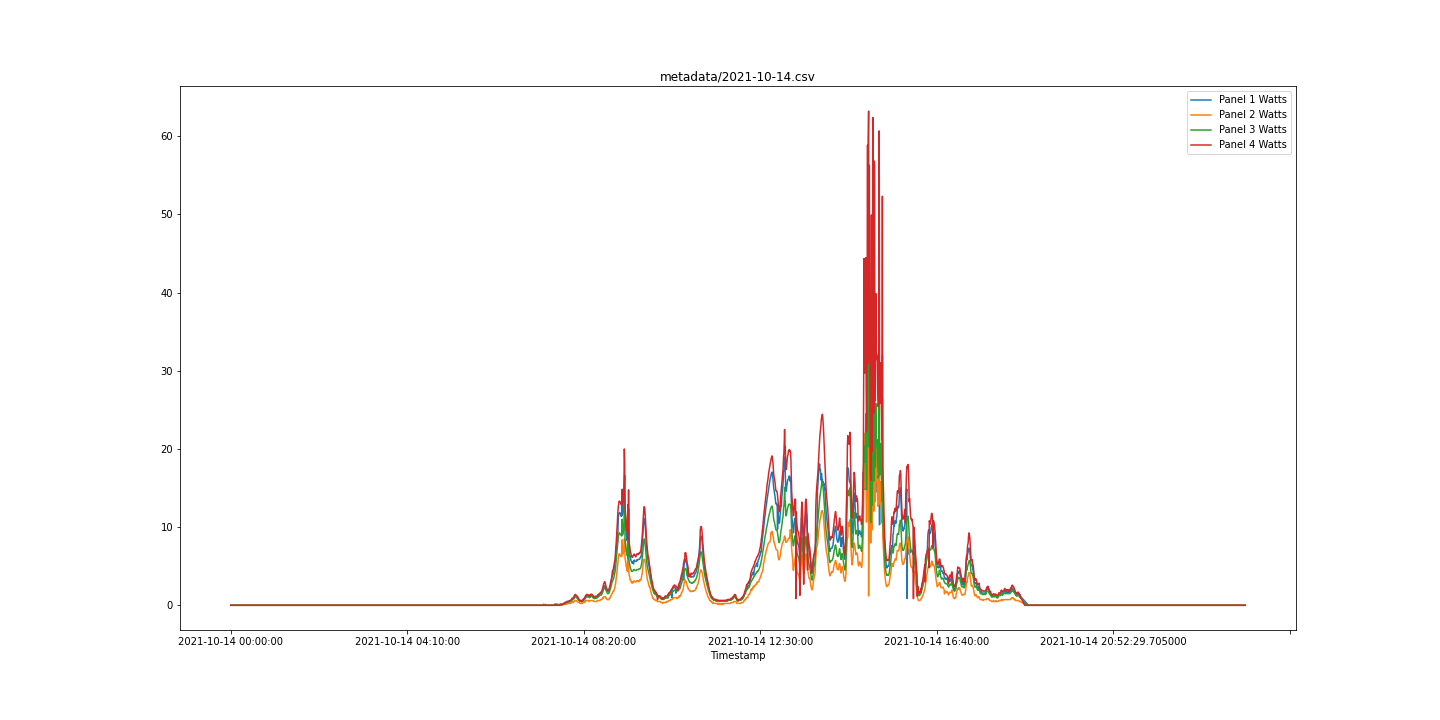 metadata/2021-10-14.csv
Panel 1 Watts
Panel 2 Watts
Panel 3 Watts
Panel 4 Watts
60
50
40
30
20
10
0
2021-10-14 00:00:00 2021-10-14 04:10:00 2021-10-14 08:20:00 2021-10-14 12:30:00 2021-10-14 16:40:00 2021-10-14 20:52:29.705000
Timestamp